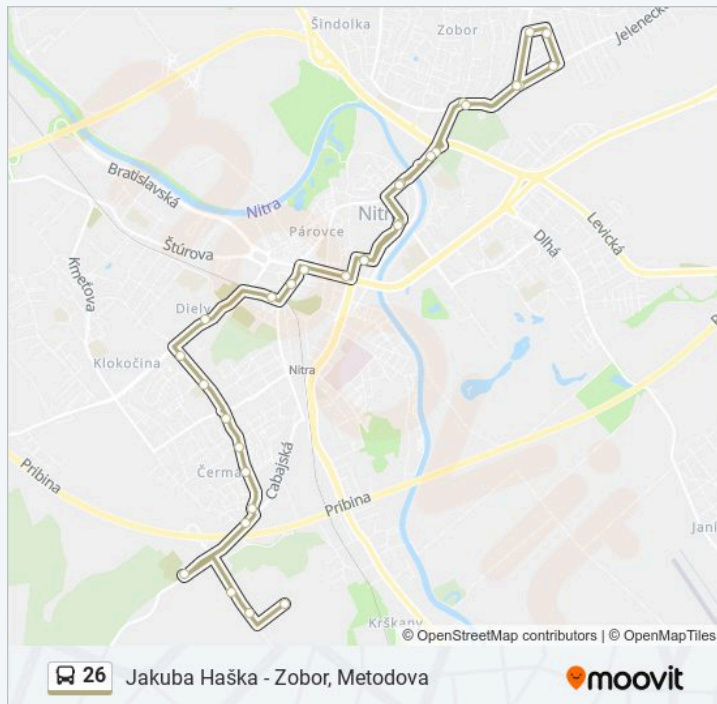 Šindolka
Zobor
Jelenecká
Bratislavská
Nitra
Nitra
Párovce
Štúrova
Levická
Dlhá
Kmeťova
Diely
Klokočina
Nitra
Cabajská
Čermáň
Pribina
Pribina
Krškany
© OpenStreetMap contributors | © OpenMapTiles
26 Jakuba Haška - Zobor, Metodova
moovit